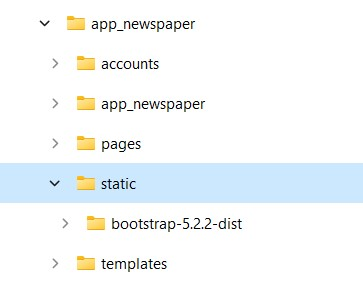 app_newspaper
accounts
app_newspaper
pages
static
bootstrap-5.2.2-dist
templates